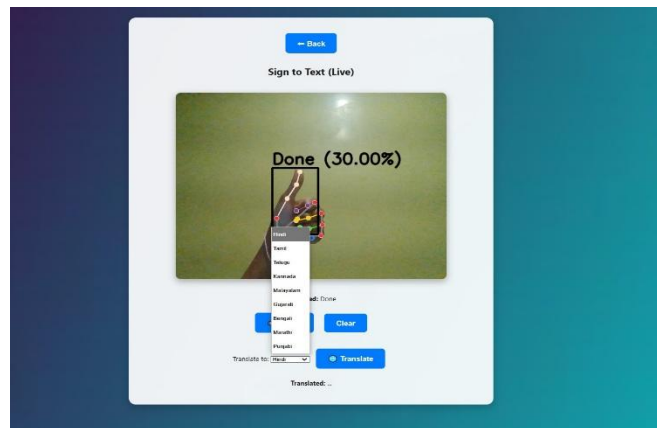 ← Back
Sign to Text (Live)
Done (30.00%)
Hindi
Tamil
Telugu
Kannada
Malayalam
Gujarati
Bengali
Marathi
Punjabi
ed: Done
Clear
Translate to: Hindi
Translate
Translated: ..